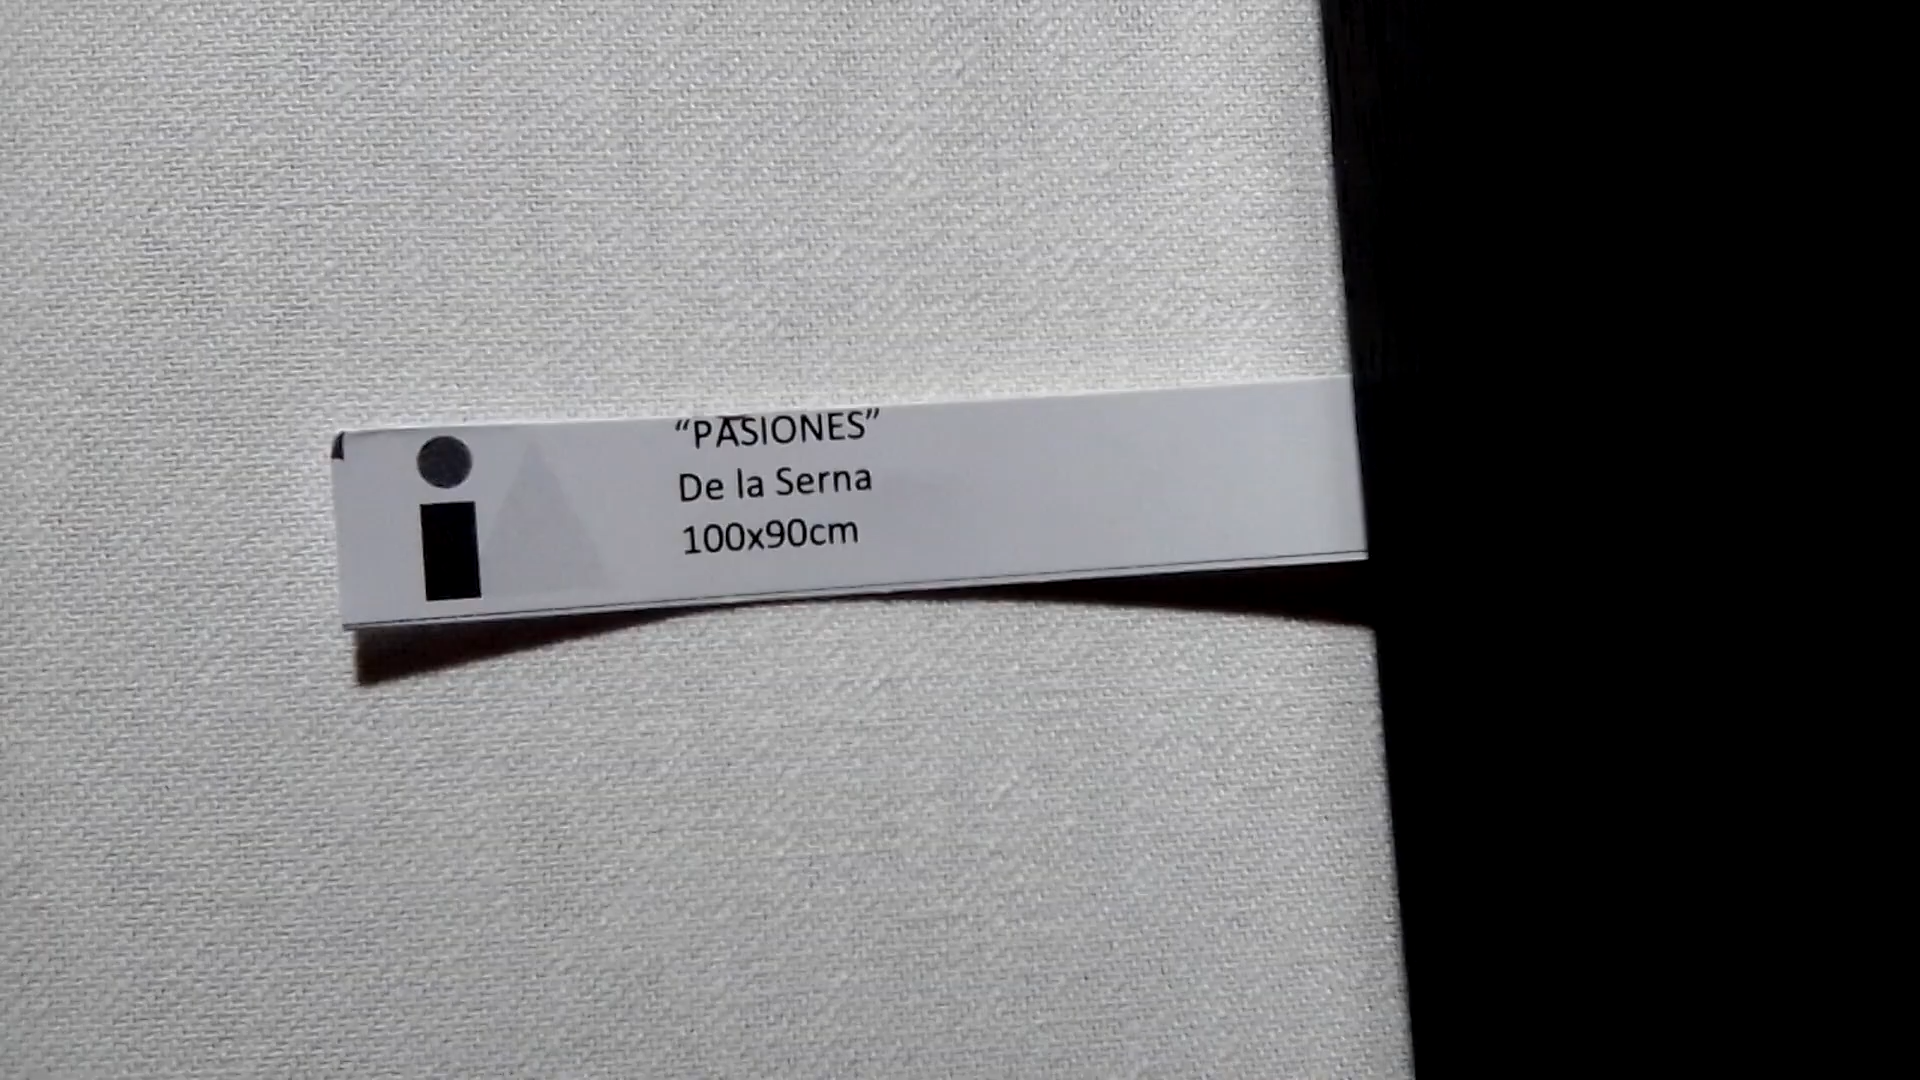 “PASIONES”
De la Serna
100x90cm